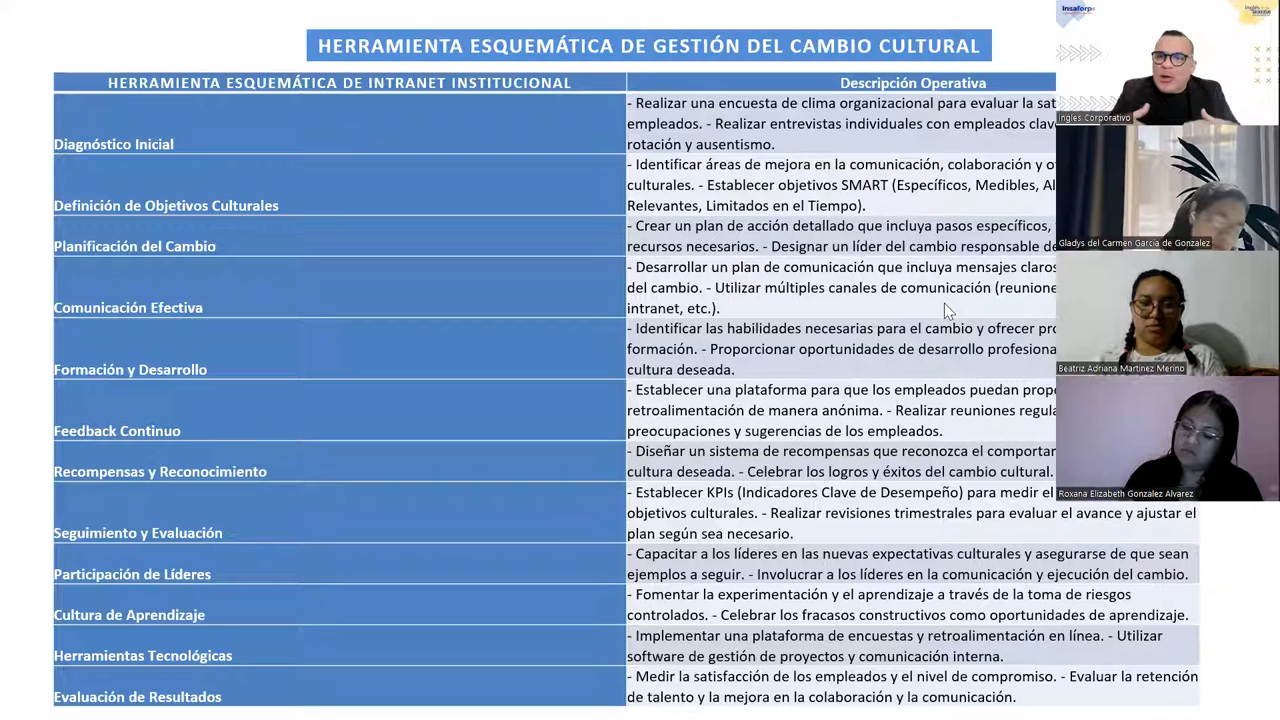 HERRAMIENTA ESQUEMÁTICA DE GESTIÓN DEL CAMBIO CULTURAL
HERRAMIENTA ESQUEMÁTICA DE INTRANET INSTITUCIONAL
Descripción Operativa
Diagnóstico Inicial
- Realizar una encuesta de clima organizacional para evaluar la sat
empleados. - Realizar entrevistas individuales con empleados clav
rotación y ausentismo.
Definición de Objetivos Culturales
- Identificar áreas de mejora en la comunicación, colaboración y o
culturales. - Establecer objetivos SMART (Específicos, Medibles, Al
Relevantes, Limitados en el Tiempo).
Planificación del Cambio
- Crear un plan de acción detallado que incluya pasos específicos,
recursos necesarios. - Designar un líder del cambio responsable de
Comunicación Efectiva
- Desarrollar un plan de comunicación que incluya mensajes claros
del cambio. - Utilizar múltiples canales de comunicación (reunione
intranet, etc.).
Formación y Desarrollo
- Identificar las habilidades necesarias para el cambio y ofrecer pro
formación. - Proporcionar oportunidades de desarrollo profesiona
cultura deseada.
Feedback Continuo
- Establecer una plataforma para que los empleados puedan propo
retroalimentación de manera anónima. - Realizar reuniones regula
preocupaciones y sugerencias de los empleados.
Recompensas y Reconocimiento
- Diseñar un sistema de recompensas que reconozca el comportar
cultura deseada. - Celebrar los logros y éxitos del cambio cultural.
Seguimiento y Evaluación
- Establecer KPIs (Indicadores Clave de Desempeño) para medir el
objetivos culturales. - Realizar revisiones trimestrales para evaluar el avance y ajustar el
plan según sea necesario.
Participación de Líderes
- Capacitar a los líderes en las nuevas expectativas culturales y asegurarse de que sean
ejemplos a seguir. - Involucrar a los líderes en la comunicación y ejecución del cambio.
Cultura de Aprendizaje
- Fomentar la experimentación y el aprendizaje a través de la toma de riesgos
controlados. - Celebrar los fracasos constructivos como oportunidades de aprendizaje.
Herramientas Tecnológicas
- Implementar una plataforma de encuestas y retroalimentación en línea. - Utilizar
software de gestión de proyectos y comunicación interna.
Evaluación de Resultados
- Medir la satisfacción de los empleados y el nivel de compromiso. - Evaluar la retención
de talento y la mejora en la colaboración y la comunicación.
Insaforp
Ingles Corporativo
Gladys del Carmen Garcia de Gonzalez
Beatriz Adriana Martinez Merino
Roxana Elizabeth Gonzalez Alvarez